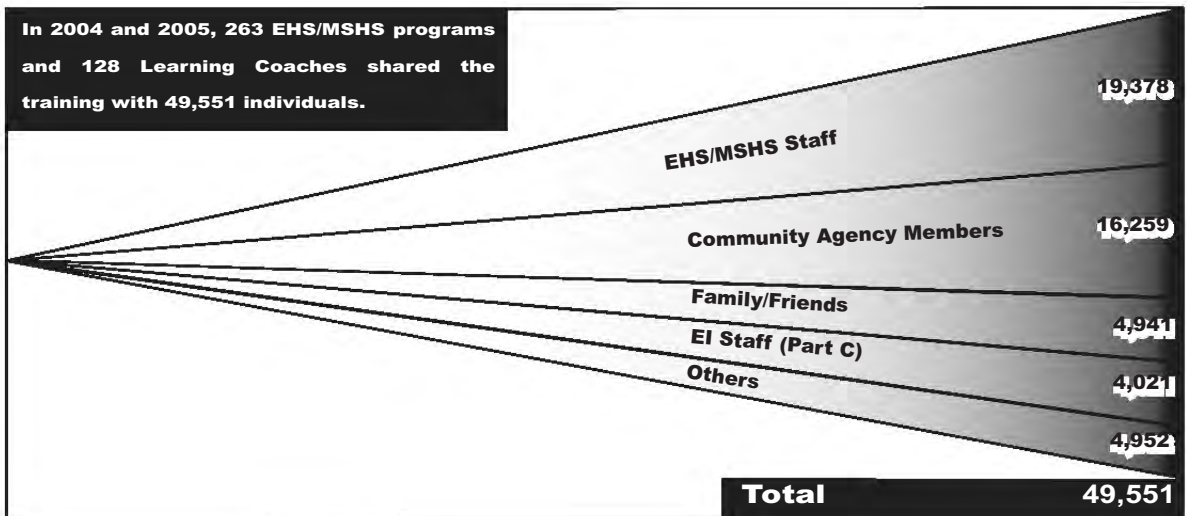 In 2004 and 2005, 263 EHS/MSHS programs
and 128 Learning Coaches shared the
training with 49,551 individuals.
19,378
EHS/MSHS Staff
16,259
Community Agency Members
Family/Friends
4,941
EI Staff (Part C)
4,021
Others
4,952
Total 49,551